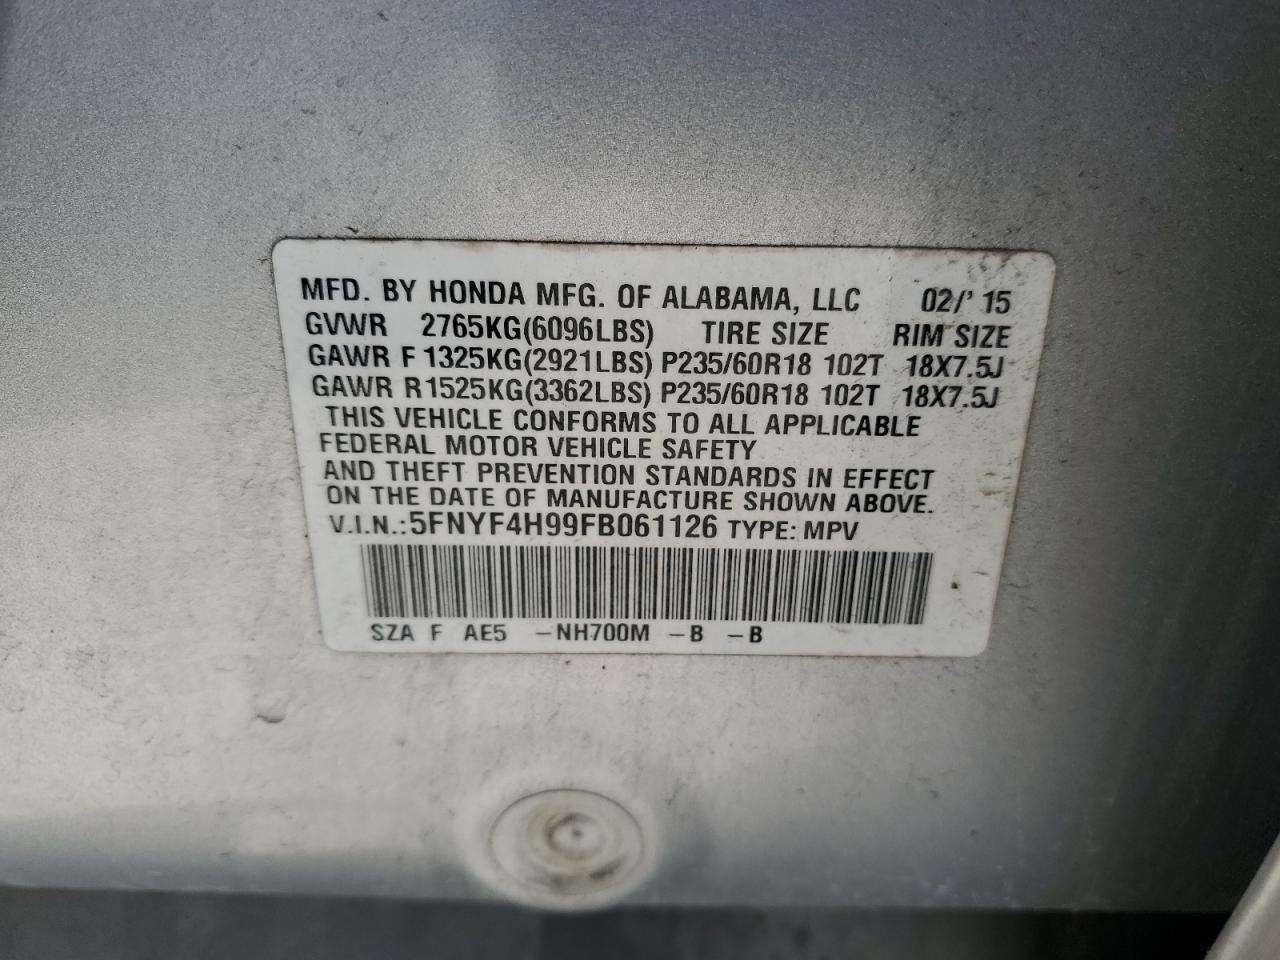 MFD. BY HONDA MFG. OF ALABAMA, LLC 02/' 15
GVWR 2765KG(6096LBS) TIRE SIZE RIM SIZE
GAWR F 1325KG(2921LBS) P235/60R18 102T 18X7.5J
GAWR R 1525KG(3362LBS) P235/60R18 102T 18X7.5J
THIS VEHICLE CONFORMS TO ALL APPLICABLE
FEDERAL MOTOR VEHICLE SAFETY
AND THEFT PREVENTION STANDARDS IN EFFECT
ON THE DATE OF MANUFACTURE SHOWN ABOVE.
V.I.N.:5FNYF4H99FB061126 TYPE: MPV
SZA F AE5 -NH700M -B -B